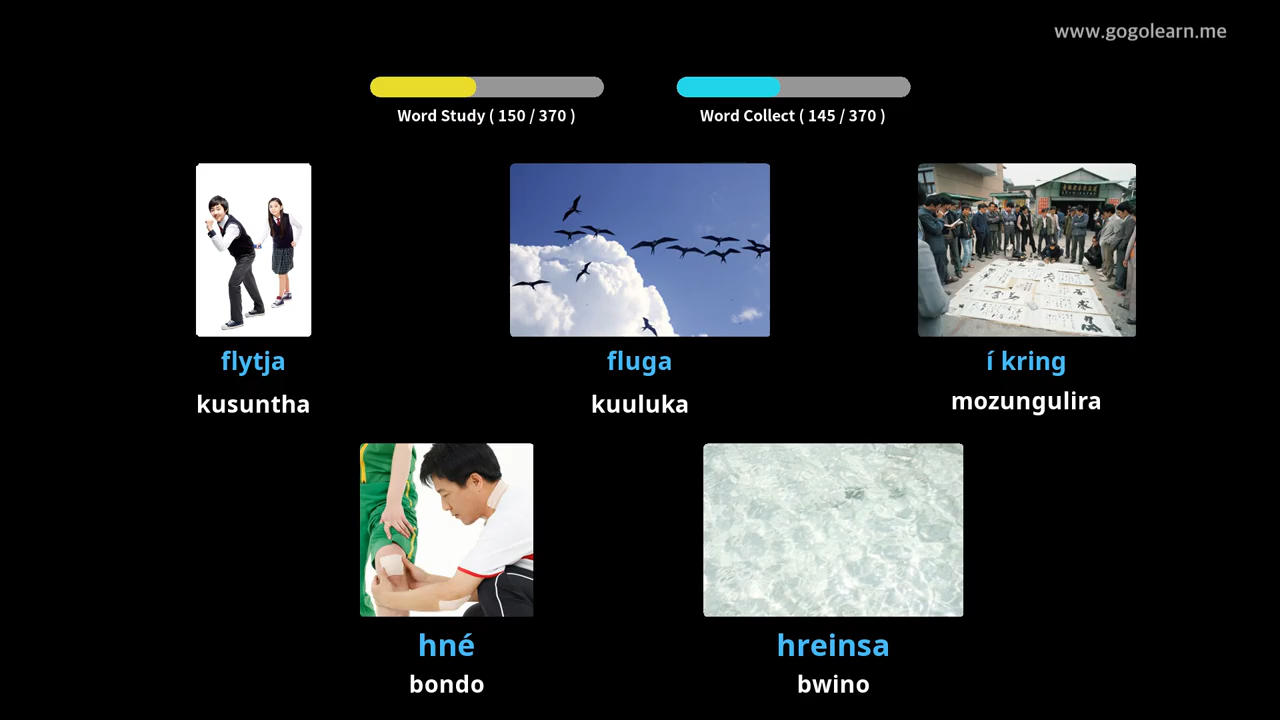 www.gogolearn.me
Word Study ( 150 / 370 )
Word Collect ( 145 / 370 )
flytja
fluga
í kring
kusuntha
kuuluka
mozungulira
hné
hreinsa
bondo
bwino